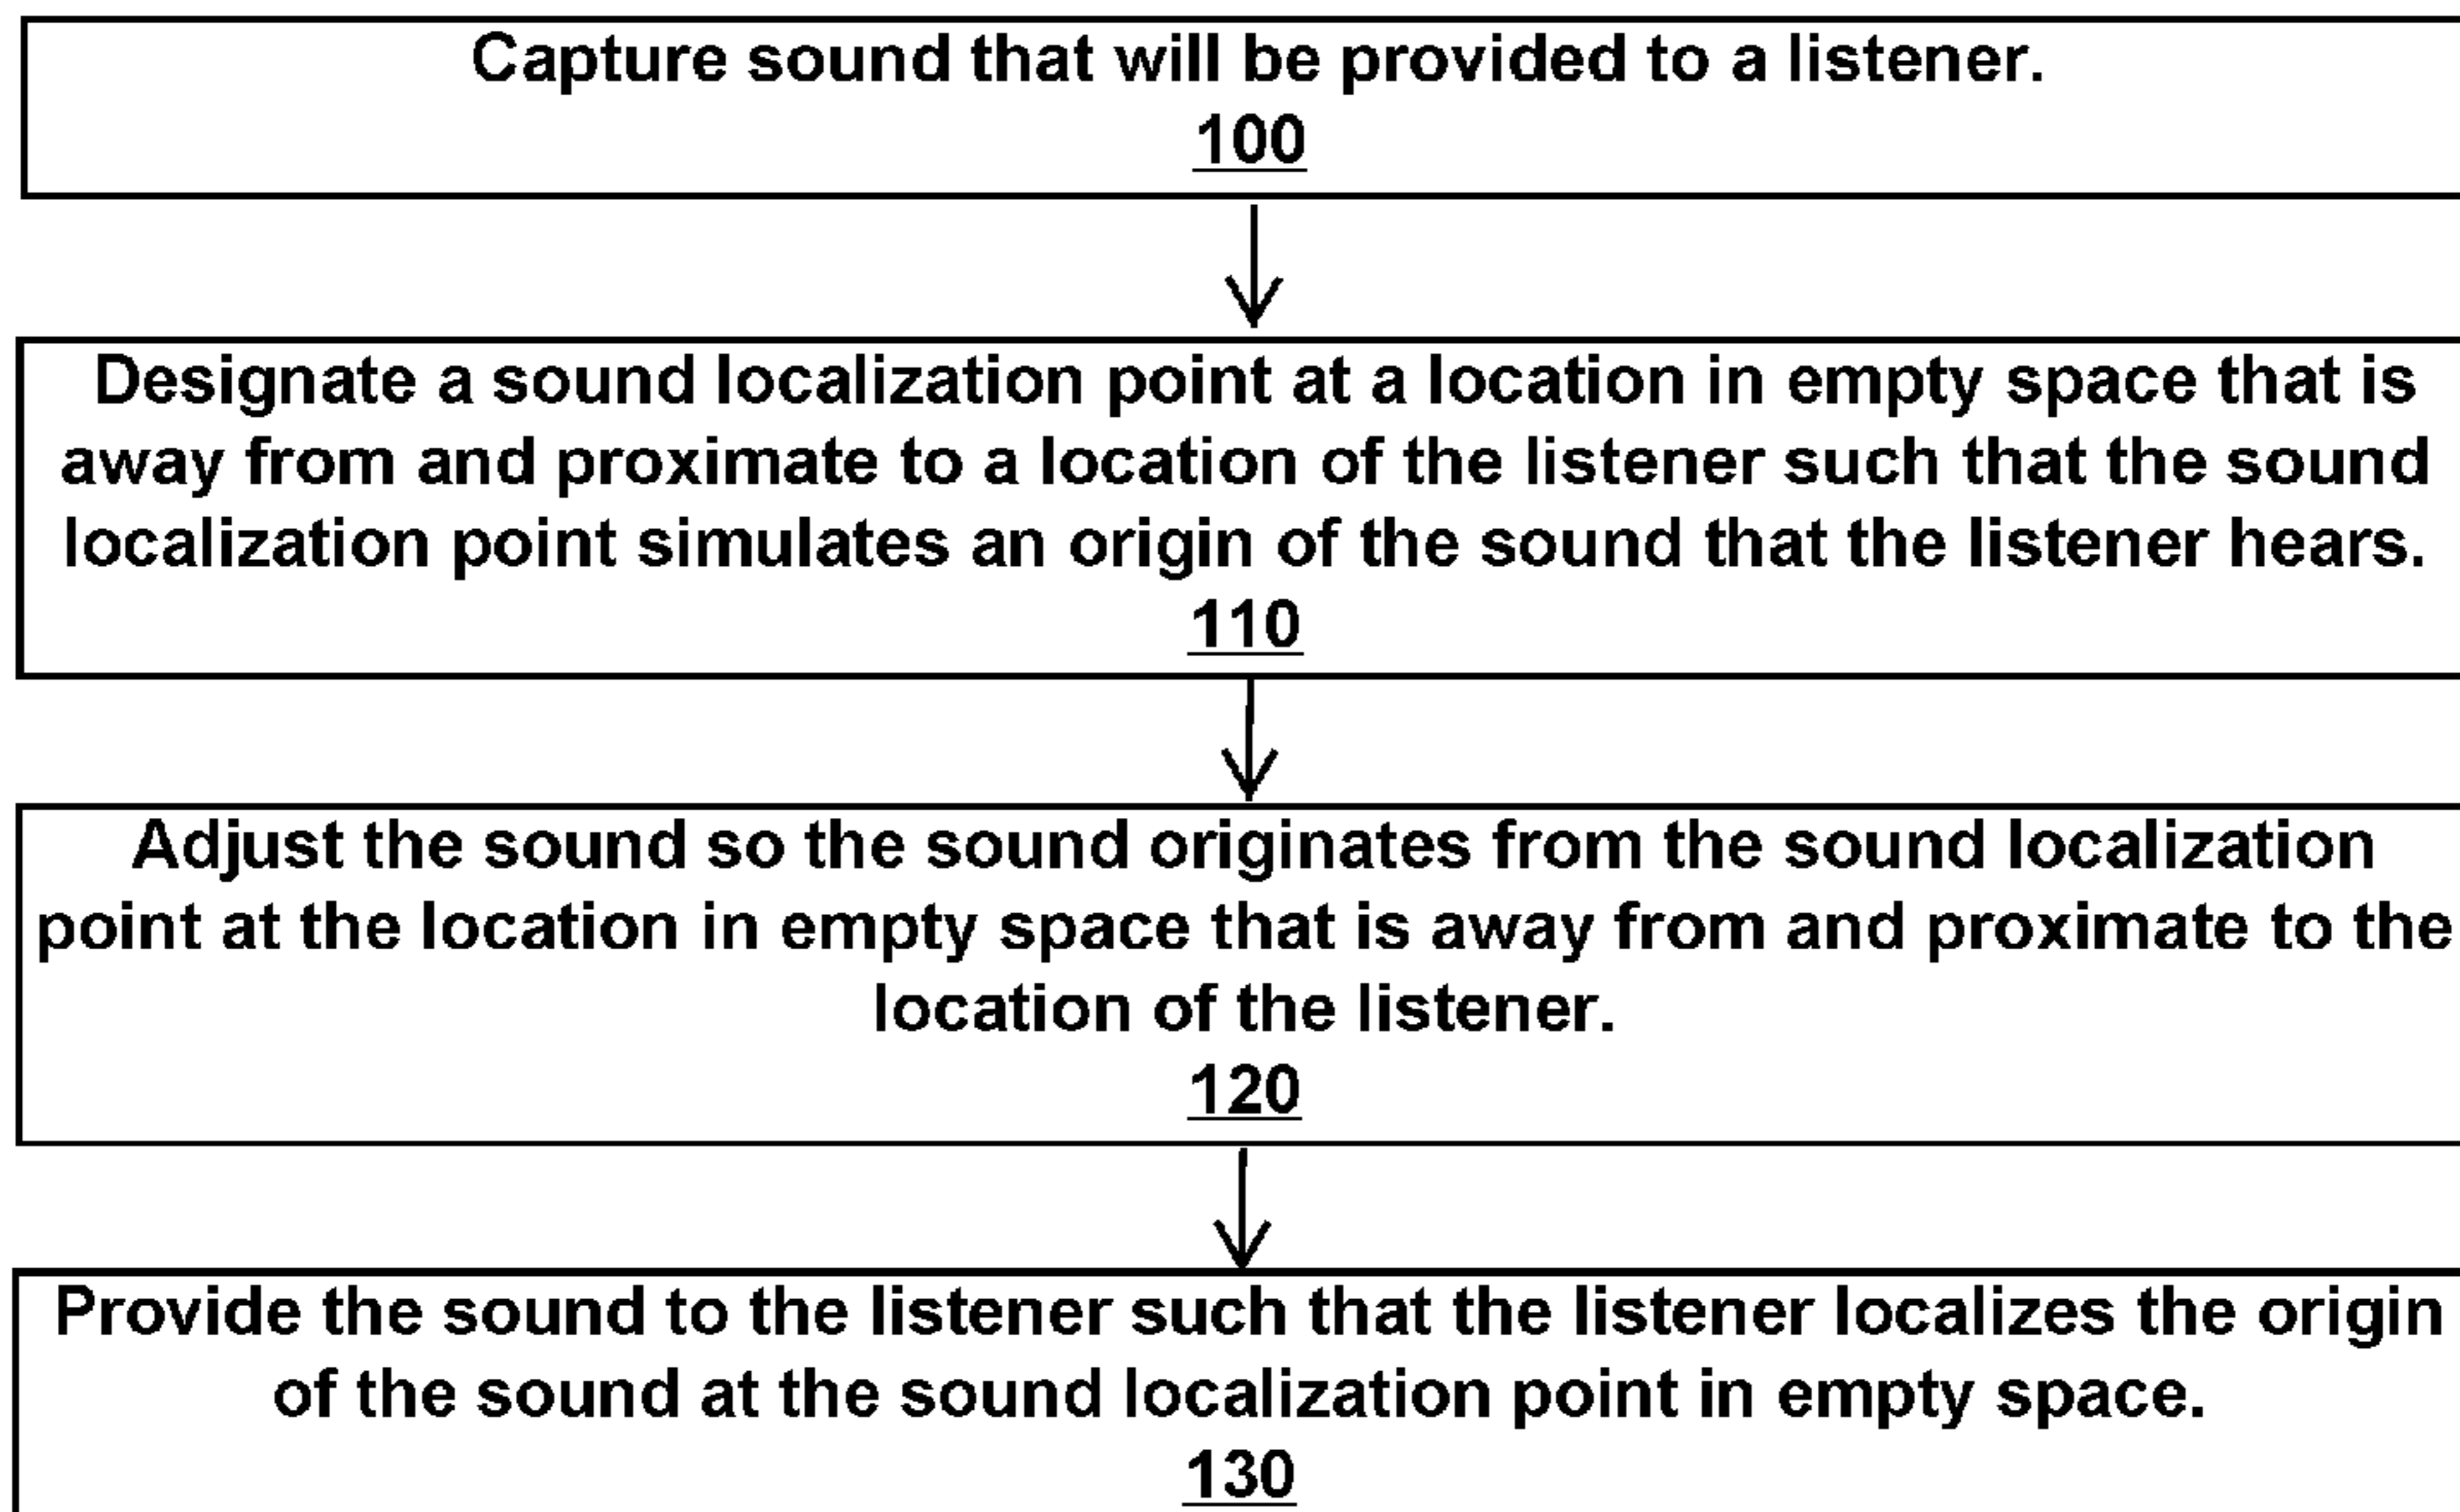 Capture sound that will be provided to a listener.
100
Designate a sound localization point at a location in empty space that is
away from and proximate to a location of the listener such that the sound
localization point simulates an origin of the sound that the listener hears.
110
Adjust the sound so the sound originates from the sound localization
point at the location in empty space that is away from and proximate to the
location of the listener.
120
Provide the sound to the listener such that the listener localizes the origin
of the sound at the sound localization point in empty space.
130